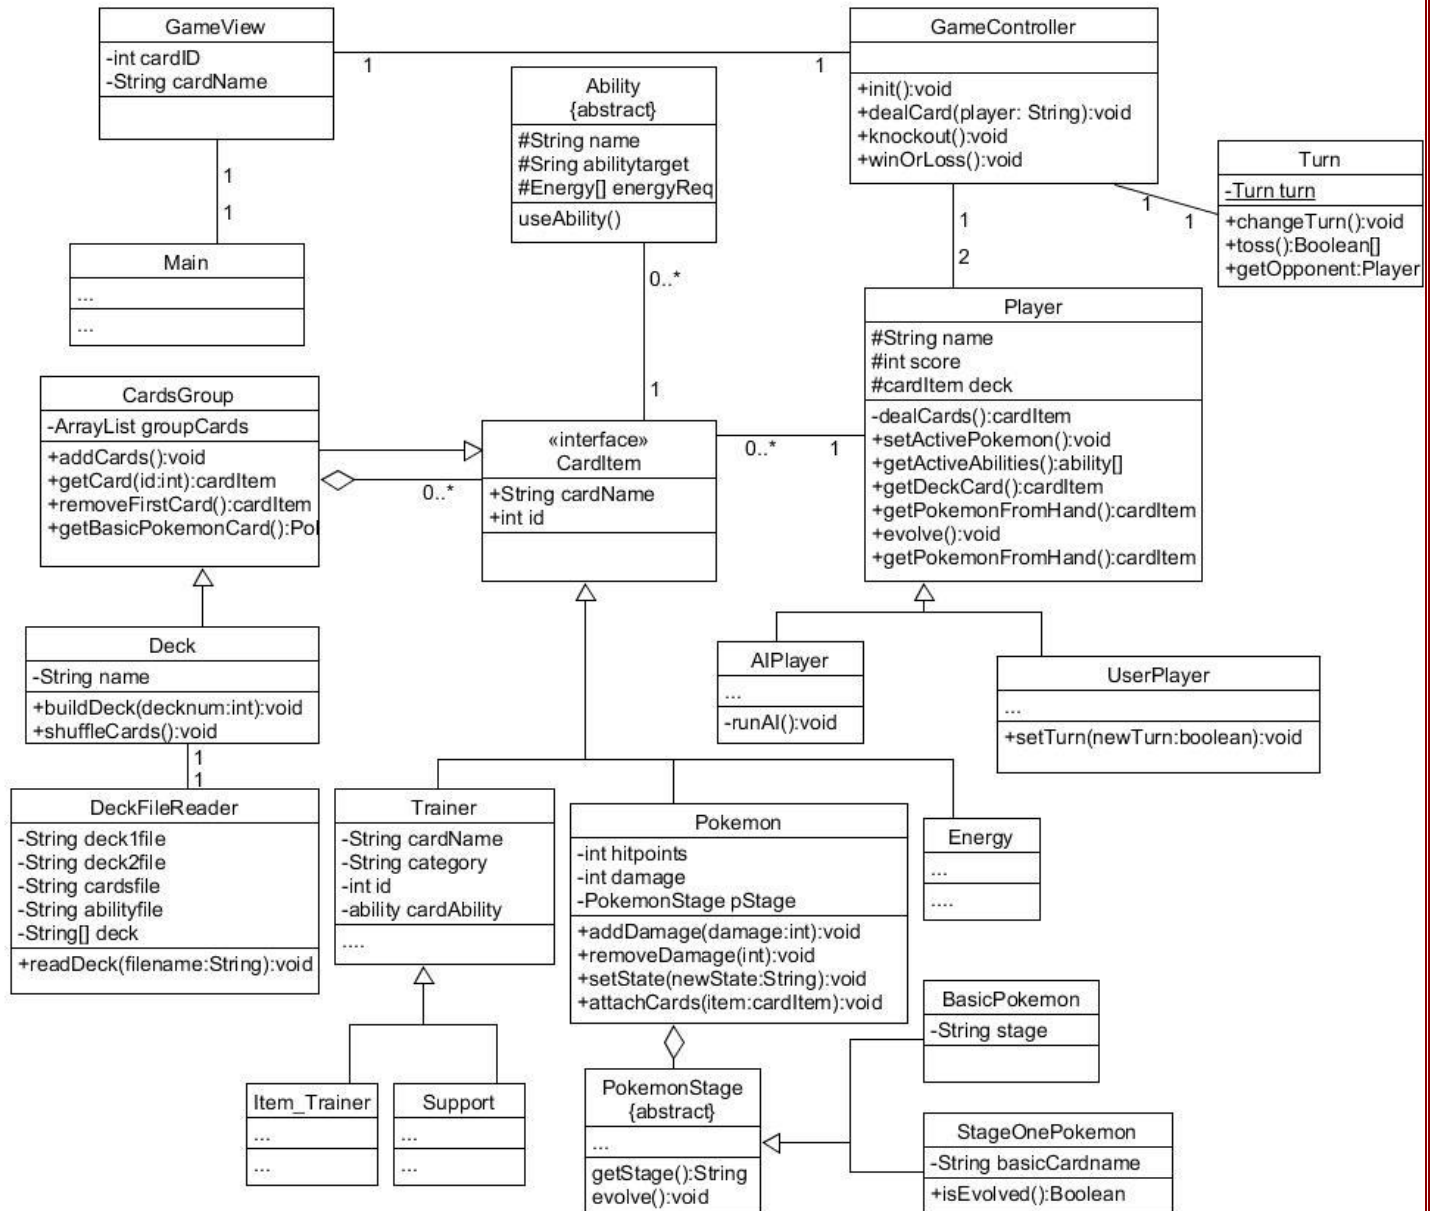 GameView
-int cardID
-String cardName
1
1
GameController
+init():void
+dealCard(player: String):void
+knockout():void
+winOrLoss():void
Ability
{abstract}
#String name
#Sring abilitytarget
#Energy[] energyReq
useAbility()
Turn
-Turn turn
+changeTurn():void
+toss():Boolean[]
+getOpponent:Player
1
1
1
1
1
2
Main
...
...
0..*
1
Player
#String name
#int score
#cardItem deck
-dealCards():cardItem
+setActivePokemon():void
+getActiveAbilities():ability[]
+getDeckCard():cardItem
+getPokemonFromHand():cardItem
+evolve():void
+getPokemonFromHand():cardItem
CardsGroup
-ArrayList groupCards
+addCards():void
+getCard(id:int):cardItem
+removeFirstCard():cardItem
+getBasicPokemonCard():Pol
0..*
«interface»
CardItem
+String cardName
+int id
0..*
1
Deck
-String name
+buildDeck(decknum:int):void
+shuffleCards():void
1
1
AIPlayer
...
-runAI():void
UserPlayer
...
+setTurn(newTurn:boolean):void
DeckFileReader
-String deck1file
-String deck2file
-String cardsfile
-String abilityfile
-String[] deck
+readDeck(filename:String):void
Trainer
-String cardName
-String category
-int id
-ability cardAbility
....
Pokemon
-int hitpoints
-int damage
-PokemonStage pStage
+addDamage(damage:int):void
+removeDamage(int):void
+setState(newState:String):void
+attachCards(item:cardItem):void
Energy
...
....
BasicPokemon
-String stage
Item_Trainer
...
...
Support
...
...
PokemonStage
{abstract}
...
getStage():String
evolve():void
StageOnePokemon
-String basicCardname
+isEvolved():Boolean